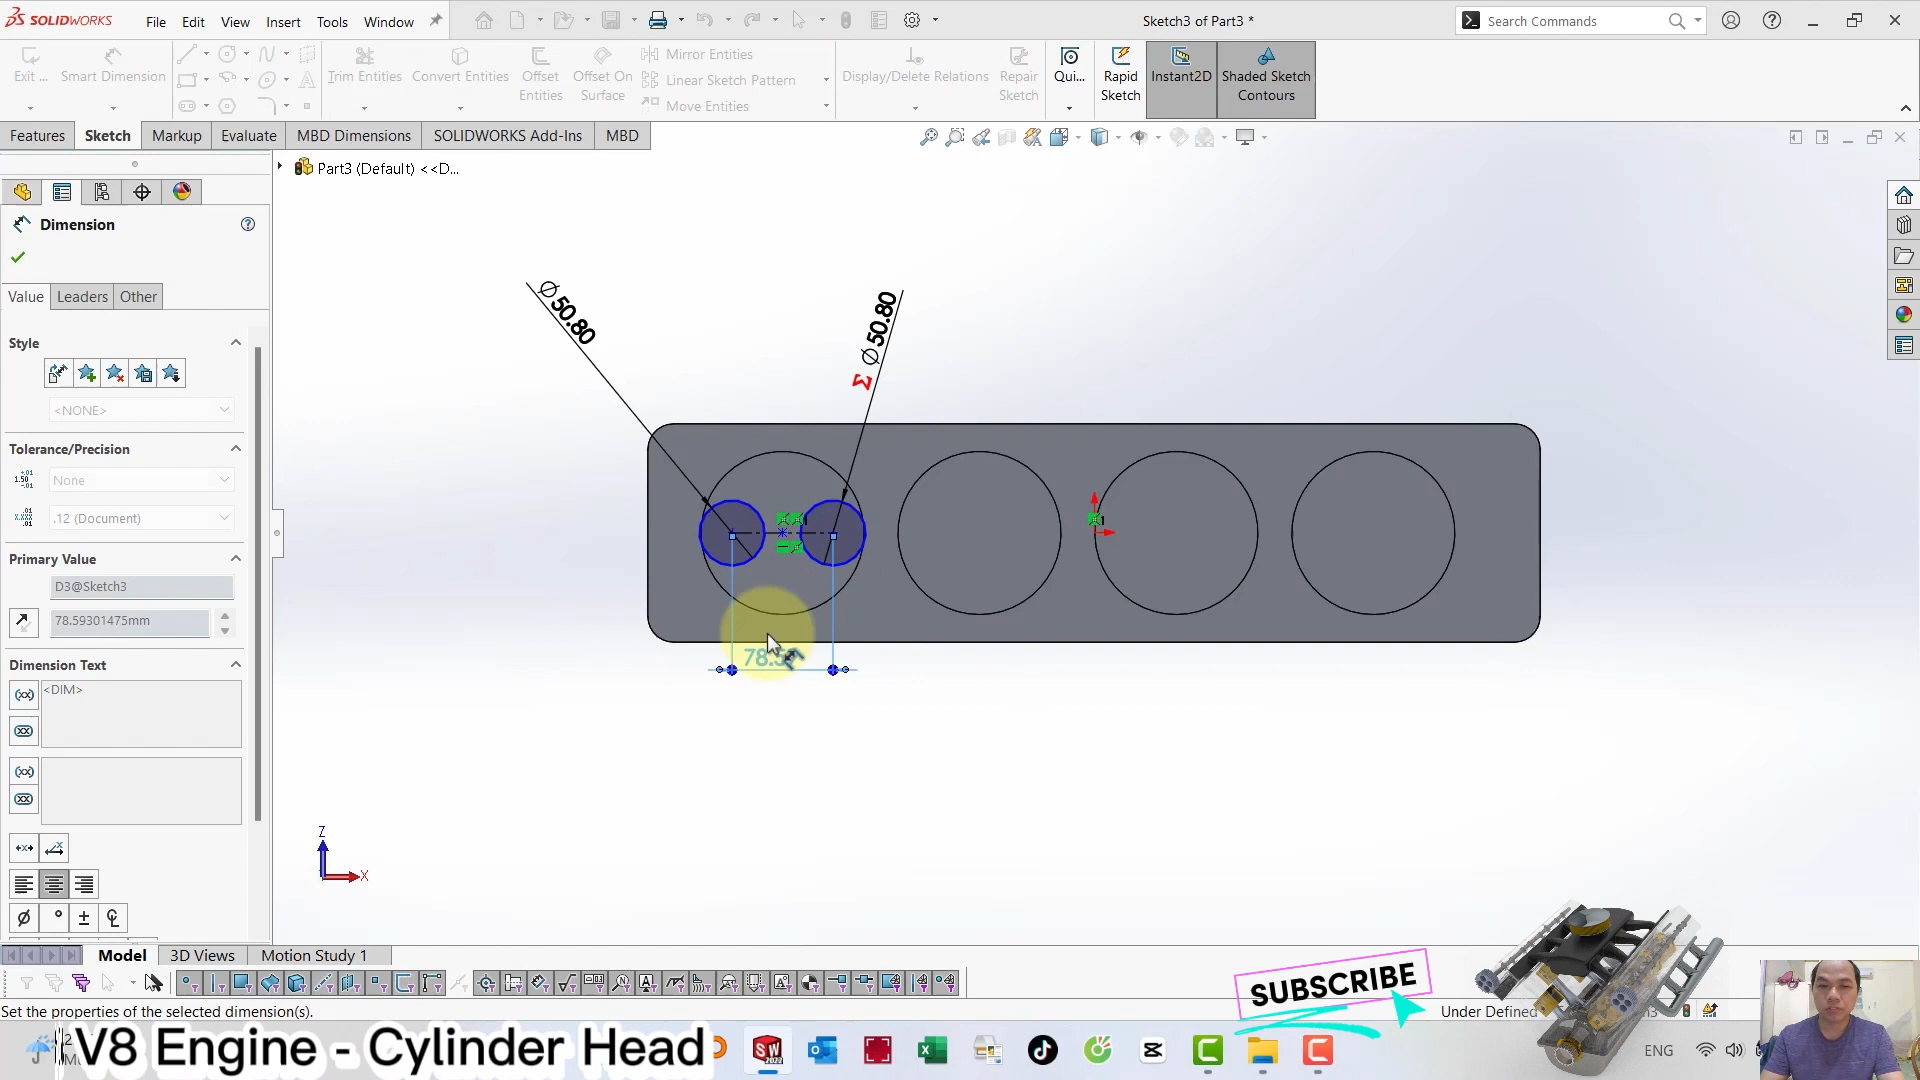 SOLIDWORKS
File Edit View Insert Tools Window
Sketch3 of Part3 *
Search Commands
Exit ...
Smart Dimension
Trim Entities
Convert Entities
Offset
Entities
Offset On
Surface
Mirror Entities
Linear Sketch Pattern
Move Entities
Display/Delete Relations
Repair
Sketch
Qui...
Rapid
Sketch
Instant2D
Shaded Sketch
Contours
Features Sketch Markup Evaluate MBD Dimensions SOLIDWORKS Add-Ins MBD
Part3 (Default) <<D...
Dimension
Value Leaders Other
Style
<NONE>
Tolerance/Precision
None
.12 (Document)
Primary Value
D3@Sketch3
78.59301475mm
Dimension Text
<DIM>
∅50.80
Σ ∅50.80
Z
X
Model 3D Views Motion Study 1
Set the properties of the selected dimension(s).
Under Defined
SUBSCRIBE
V8 Engine - Cylinder Head
ENG